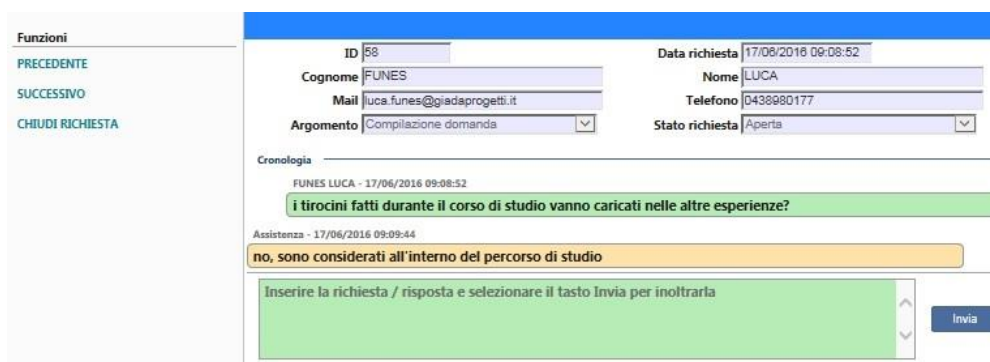 Funzioni
PRECEDENTE
SUCCESSIVO
CHIUDI RICHIESTA
ID 58 Data richiesta 17/06/2016 09:08:52
Cognome FUNES Nome LUCA
Mail luca.funes@giadaprogetti.it Telefono 0438980177
Argomento Compilazione domanda Stato richiesta Aperta
Cronologia
FUNES LUCA - 17/06/2016 09:08:52
i tirocini fatti durante il corso di studio vanno caricati nelle altre esperienze?
Assistenza - 17/06/2016 09:09:44
no, sono considerati all'interno del percorso di studio
Inserire la richiesta / risposta e selezionare il tasto Invia per inoltrarla
Invia